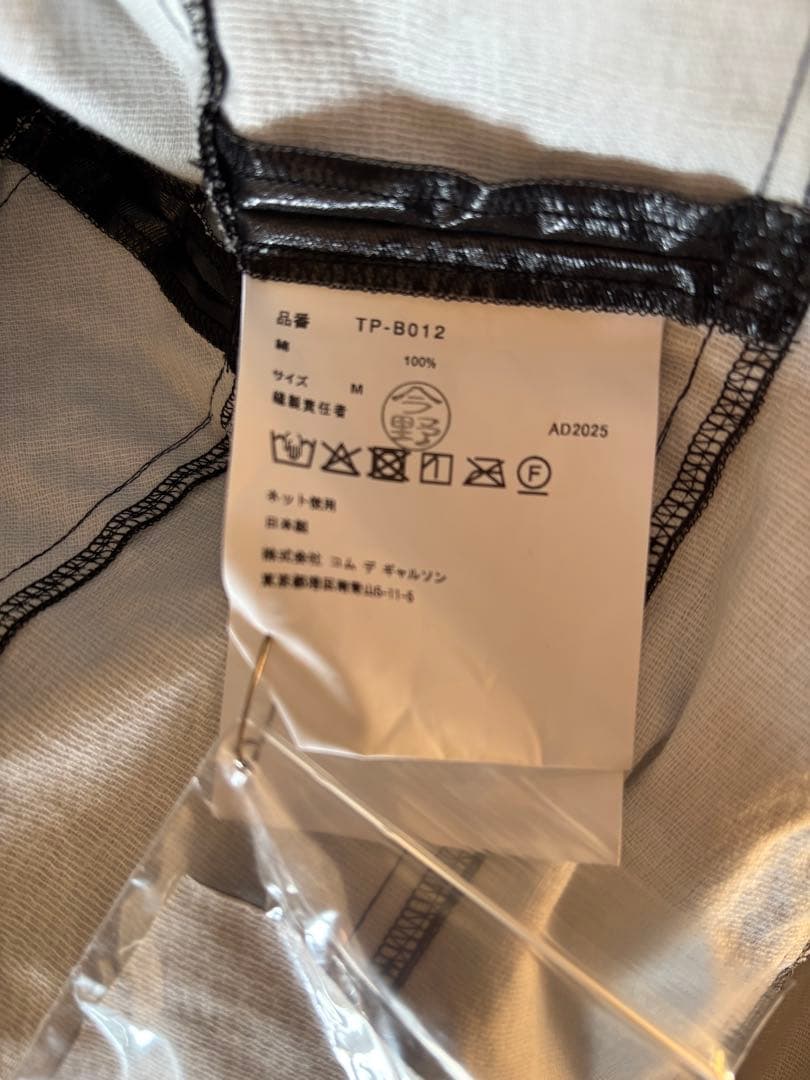 品番 TP-B012
綿 100%
サイズ M
縫製責任者 今野
AD2025
F
ネット使用
日本製
株式会社 コム デ ギャルソン
東京都港区南青山5-11-5